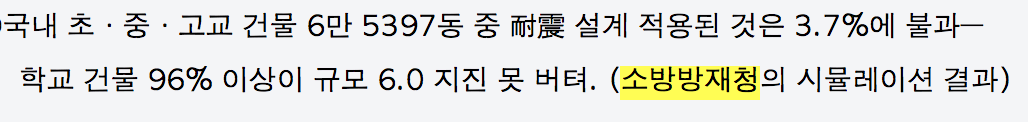 국내 초 · 중 · 고교 건물 6만 5397동 중 耐震 설계 적용된 것은 3.7%에 불과─
학교 건물 96% 이상이 규모 6.0 지진 못 버텨. (소방방재청의 시뮬레이션 결과)